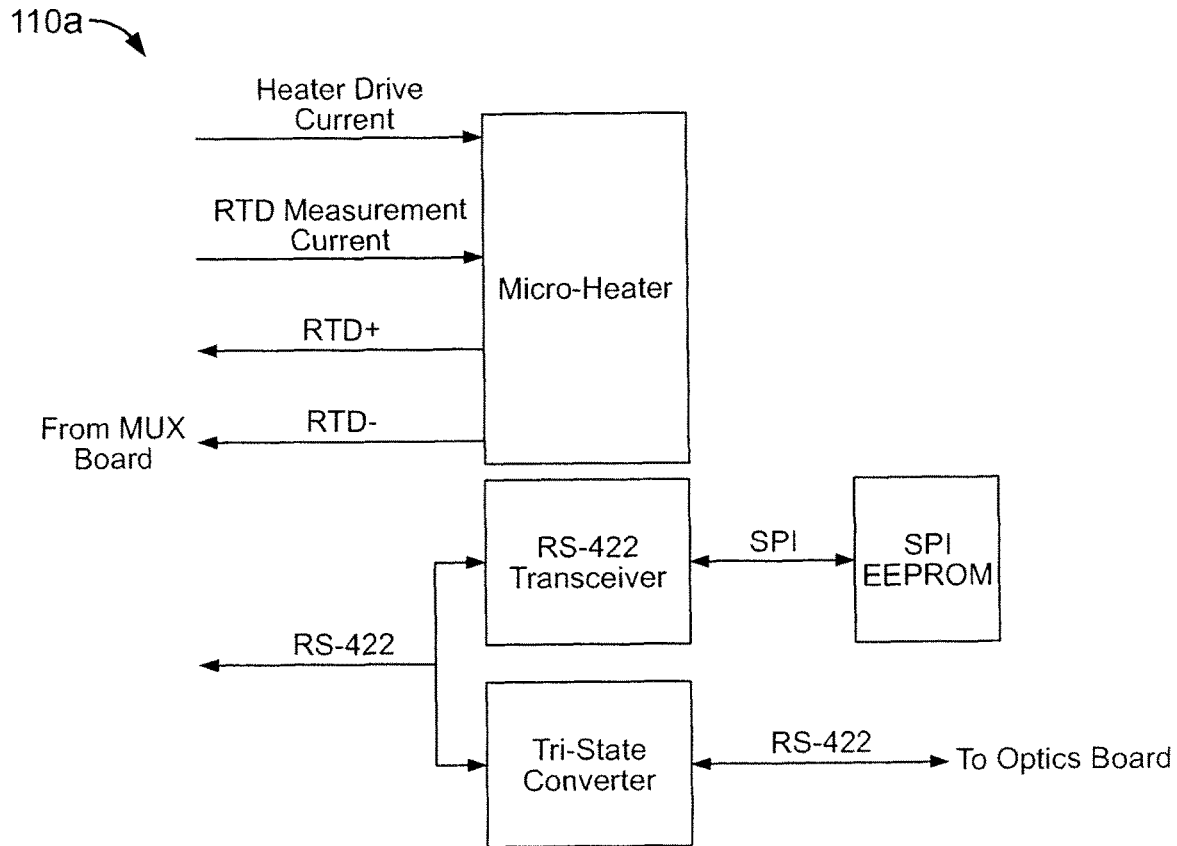 110a
Heater Drive
Current
RTD Measurement
Current
Micro-Heater
RTD+
RTD-
From MUX
Board
RS-422
Transceiver
SPI
SPI
EEPROM
RS-422
Tri-State
Converter
RS-422
To Optics Board